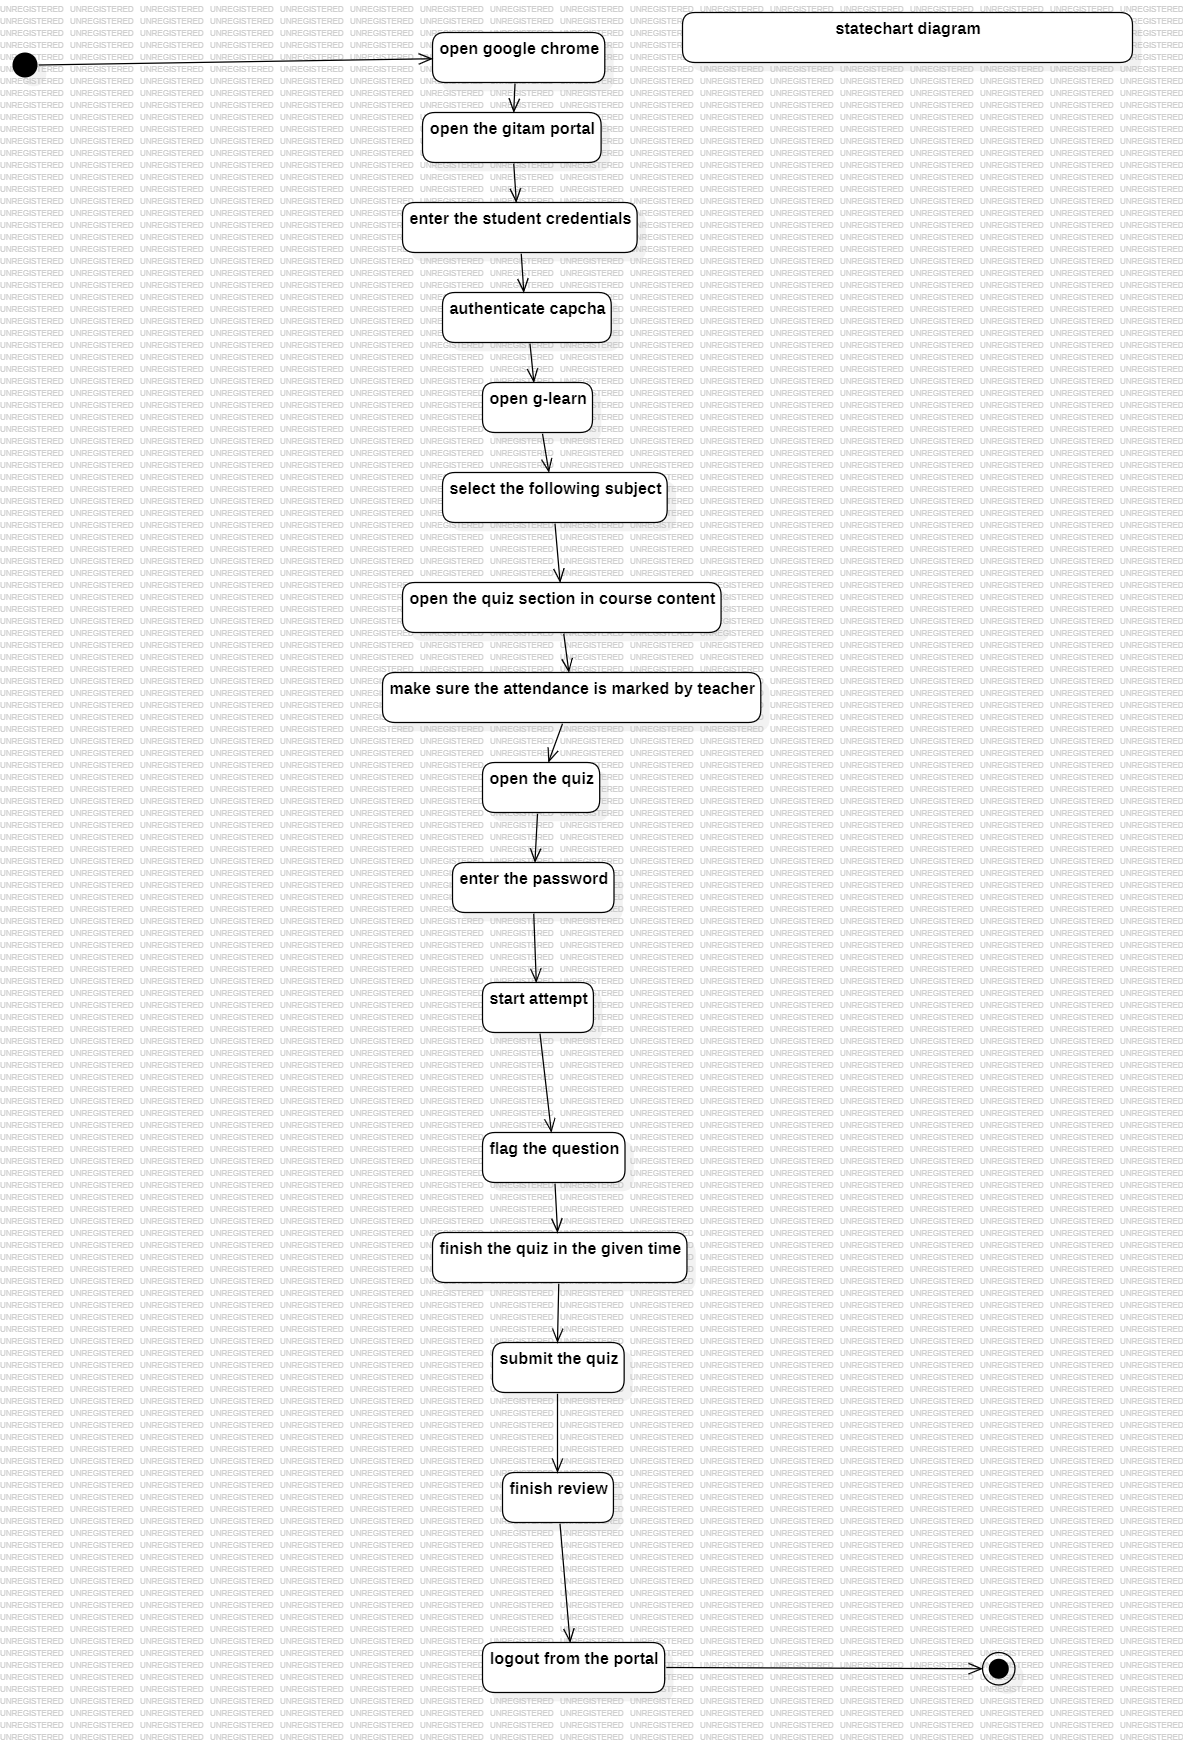 statechart diagram
open google chrome
open the gitam portal
enter the student credentials
authenticate capcha
open g-learn
select the following subject
open the quiz section in course content
make sure the attendance is marked by teacher
open the quiz
enter the password
start attempt
flag the question
finish the quiz in the given time
submit the quiz
finish review
logout from the portal
UNREGISTERED